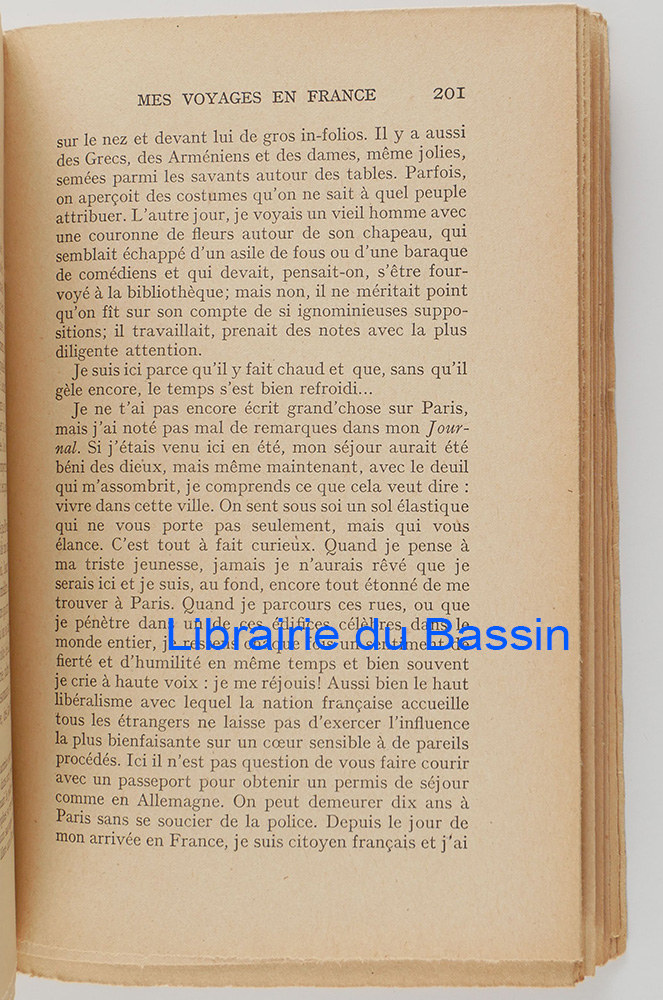 MES VOYAGES EN FRANCE 201
sur le nez et devant lui de gros in-folios. Il y a aussi
des Grecs, des Arméniens et des dames, même jolies,
semées parmi les savants autour des tables. Parfois,
on aperçoit des costumes qu'on ne sait à quel peuple
attribuer. L'autre jour, je voyais un vieil homme avec
une couronne de fleurs autour de son chapeau, qui
semblait échappé d'un asile de fous ou d'une baraque
de comédiens et qui devait, pensait-on, s'être four-
voyé à la bibliothèque; mais non, il ne méritait point
qu'on fît sur son compte de si ignominieuses suppo-
sitions; il travaillait, prenait des notes avec la plus
diligente attention.
Je suis ici parce qu'il y fait chaud et que, sans qu'il
gèle encore, le temps s'est bien refroidi...
Je ne t'ai pas encore écrit grand'chose sur Paris,
mais j'ai noté pas mal de remarques dans mon Jour-
nal. Si j'étais venu ici en été, mon séjour aurait été
béni des dieux, mais même maintenant, avec le deuil
qui m'assombrit, je comprends ce que cela veut dire :
vivre dans cette ville. On sent sous soi un sol élastique
qui ne vous porte pas seulement, mais qui vous
élance. C'est tout à fait curieux. Quand je pense à
ma triste jeunesse, jamais je n'aurais rêvé que je
serais ici et je suis, au fond, encore tout étonné de me
trouver à Paris. Quand je parcours ces rues, ou que
je pénètre dans un de ces édifices célèbres dans le
Librairie du Bassin
monde entier, je ressens chaque fois un sentiment de
fierté et d'humilité en même temps et bien souvent
je crie à haute voix : je me réjouis! Aussi bien le haut
libéralisme avec lequel la nation française accueille
tous les étrangers ne laisse pas d'exercer l'influence
la plus bienfaisante sur un cœur sensible à de pareils
procédés. Ici il n'est pas question de vous faire courir
avec un passeport pour obtenir un permis de séjour
comme en Allemagne. On peut demeurer dix ans à
Paris sans se soucier de la police. Depuis le jour de
mon arrivée en France, je suis citoyen français et j'ai